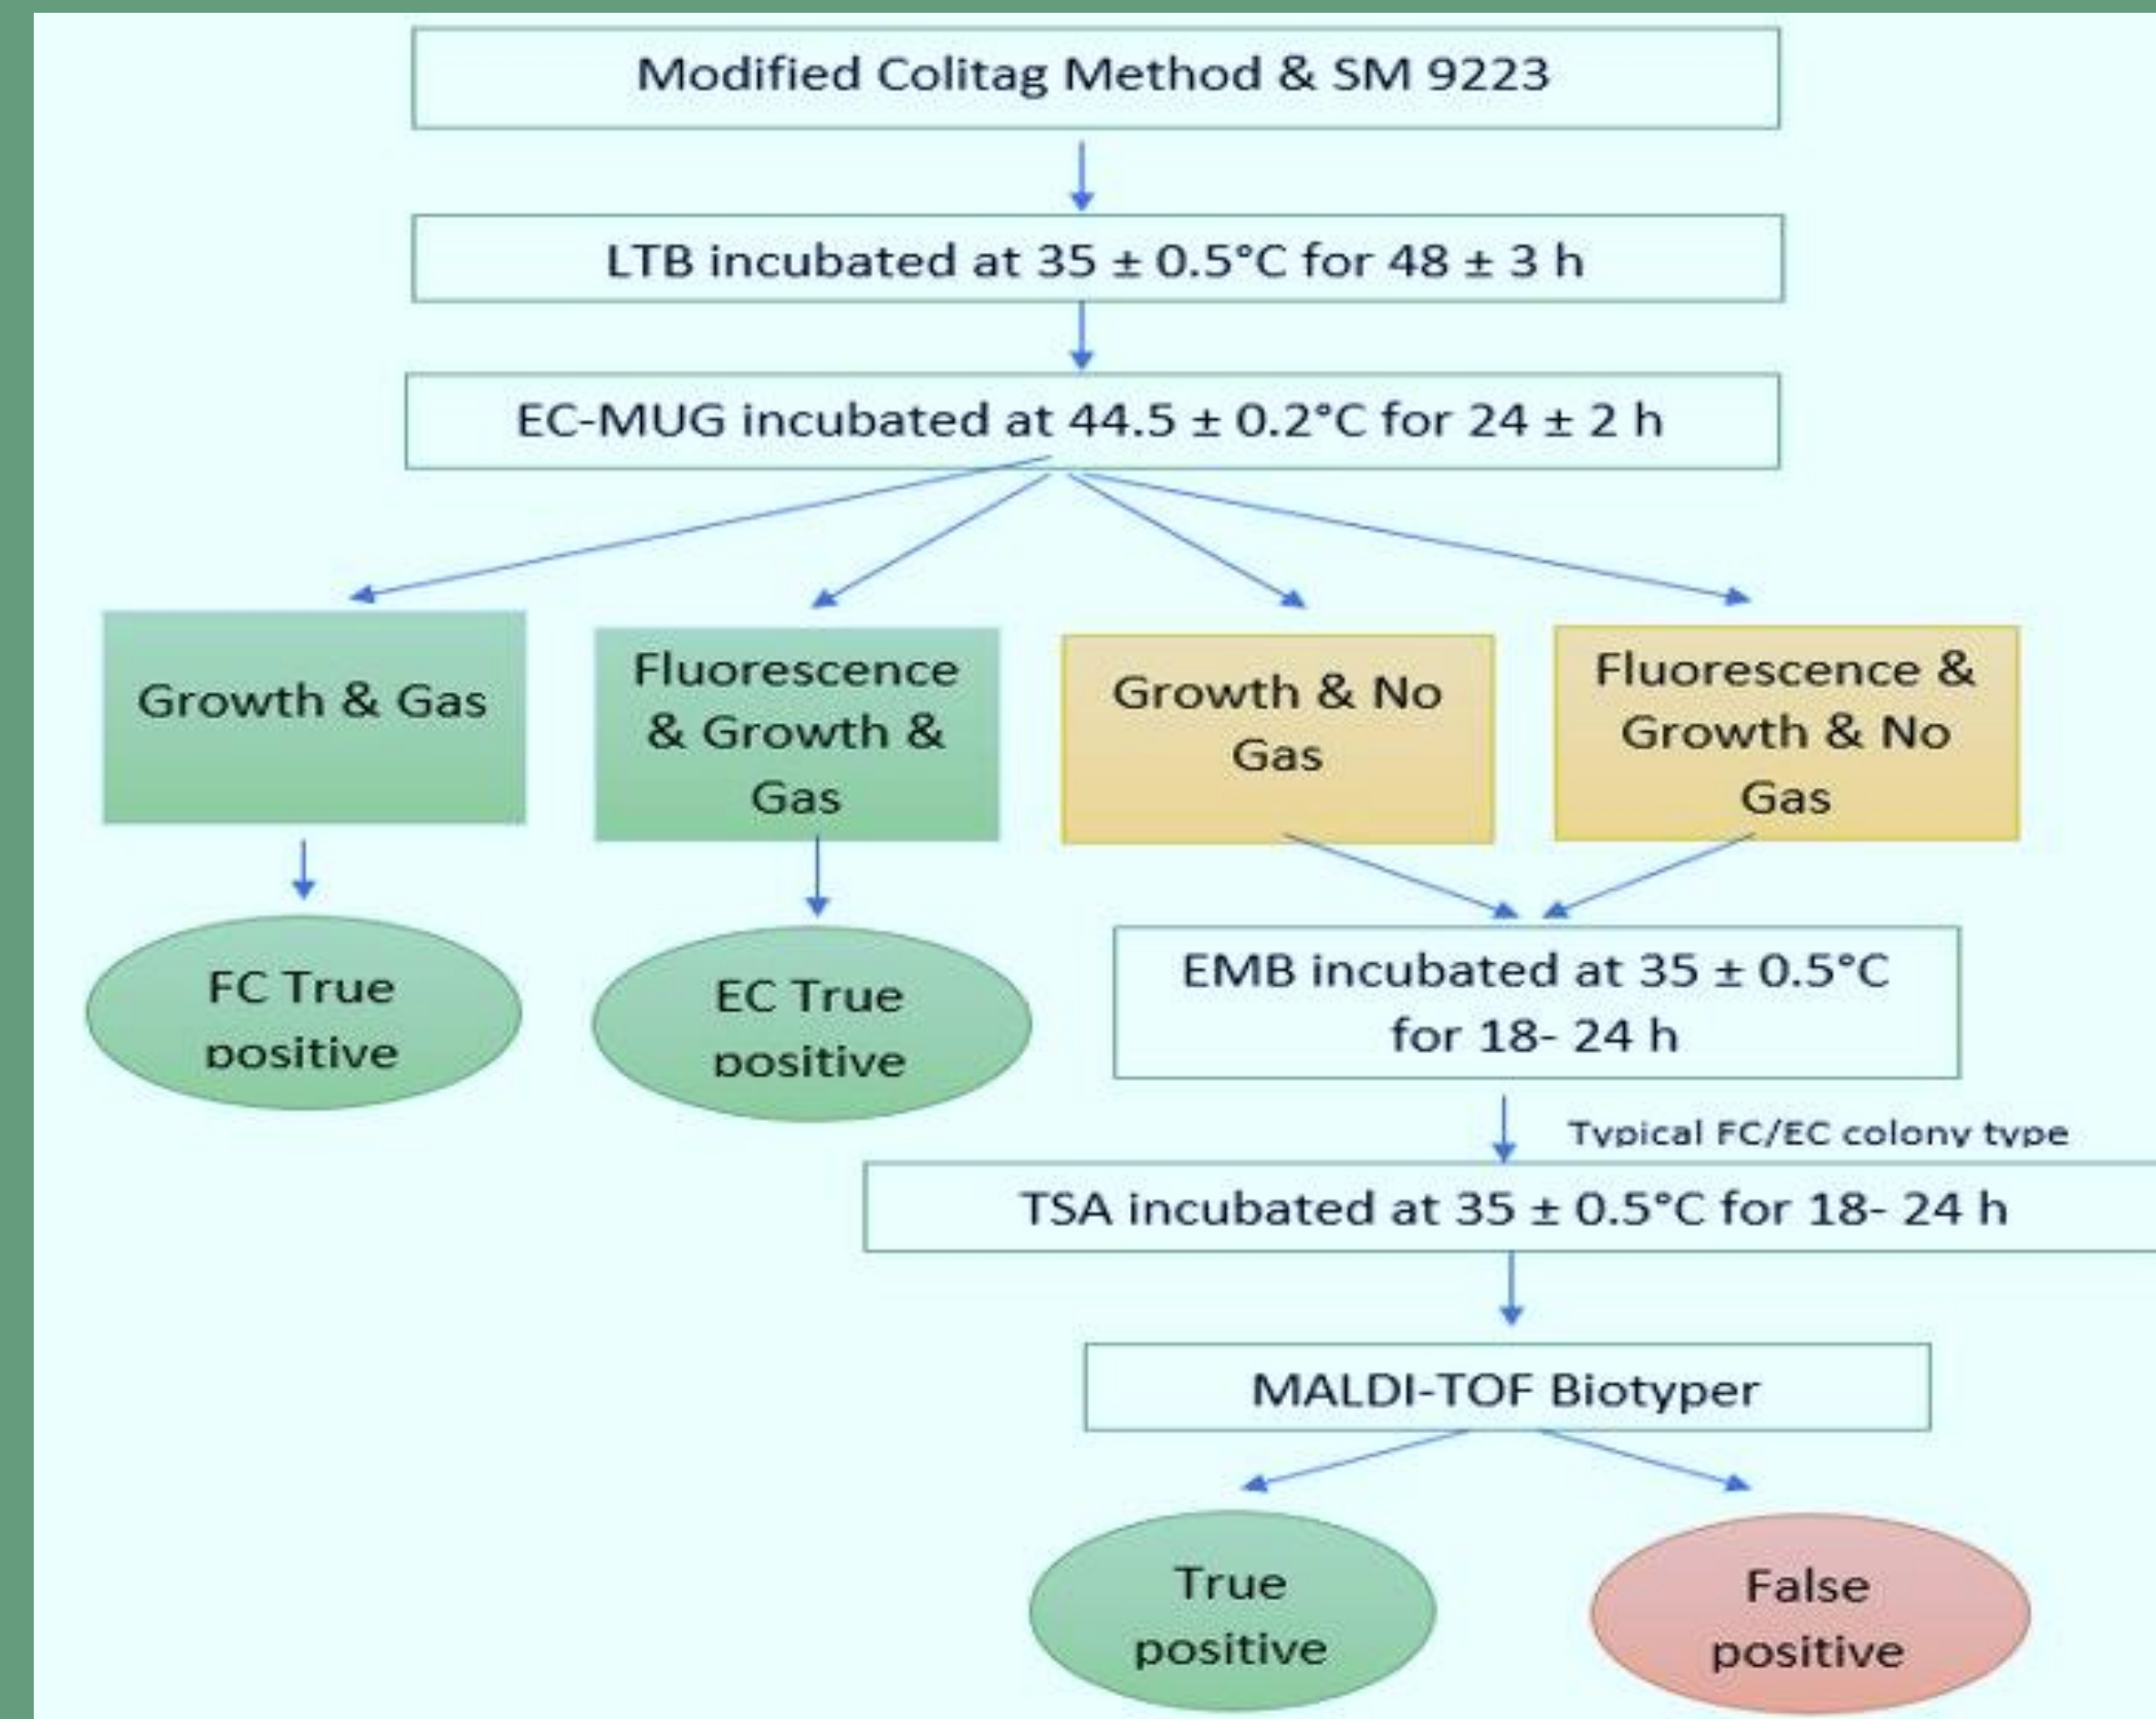 Modified Colitag Method & SM 9223
LTB incubated at 35 ± 0.5°C for 48 ± 3 h
EC-MUG incubated at 44.5 ± 0.2°C for 24 ± 2 h
Growth & Gas
Fluorescence
& Growth &
Gas
Growth & No
Gas
Fluorescence &
Growth & No
Gas
FC True
positive
EC True
positive
EMB incubated at 35 ± 0.5°C
for 18- 24 h
Typical FC/EC colony type
TSA incubated at 35 ± 0.5°C for 18- 24 h
MALDI-TOF Biotyper
True
positive
False
positive